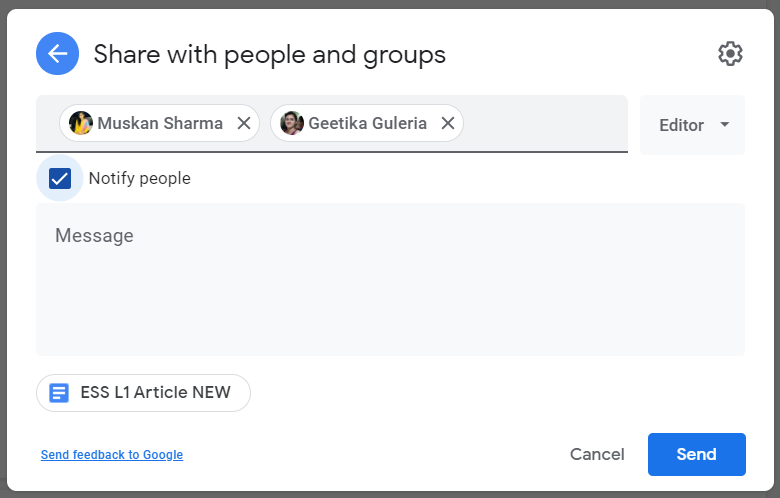 Share with people and groups
Muskan Sharma Geetika Guleria Editor
Notify people
Message
ESS L1 Article NEW
Send feedback to Google Cancel Send